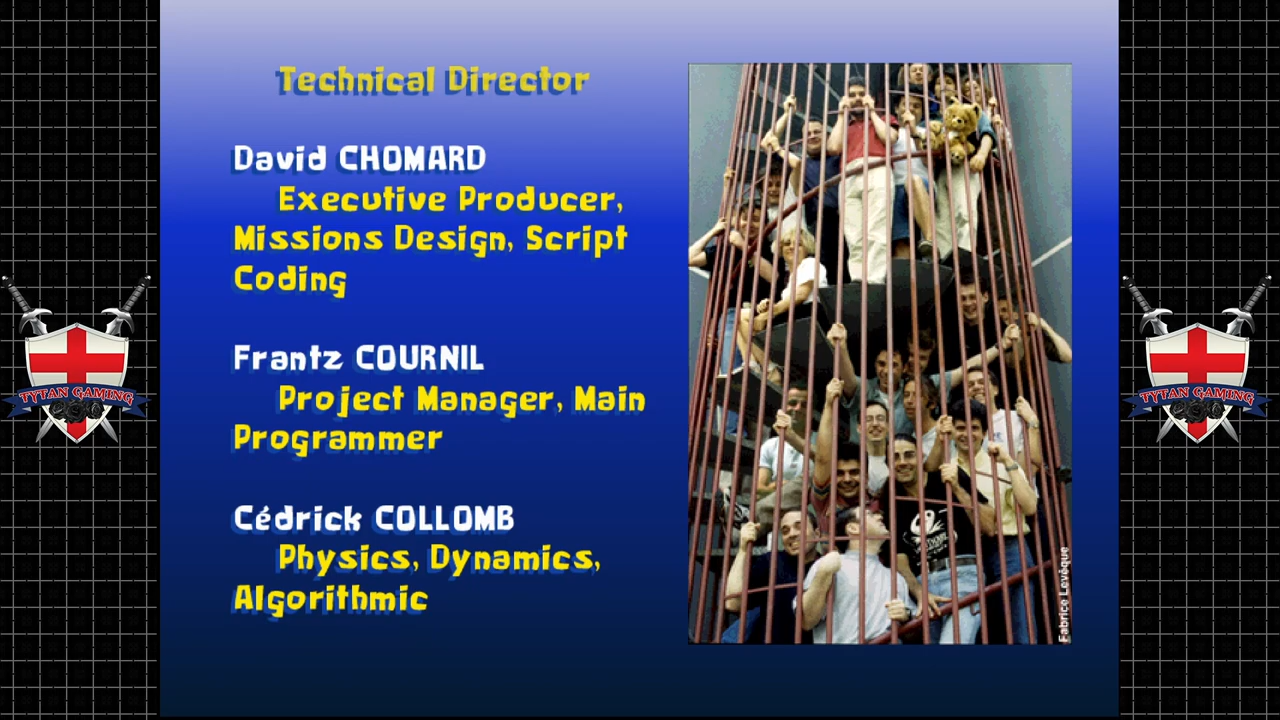 Technical Director
David CHOMARD
Executive Producer,
Missions Design, Script
Coding
Frantz COURNIL
Project Manager, Main
Programmer
Cédrick COLLOMB
Physics, Dynamics,
Algorithmic
Fabrice Levêque
TYTAN GAMING
TYTAN GAMING